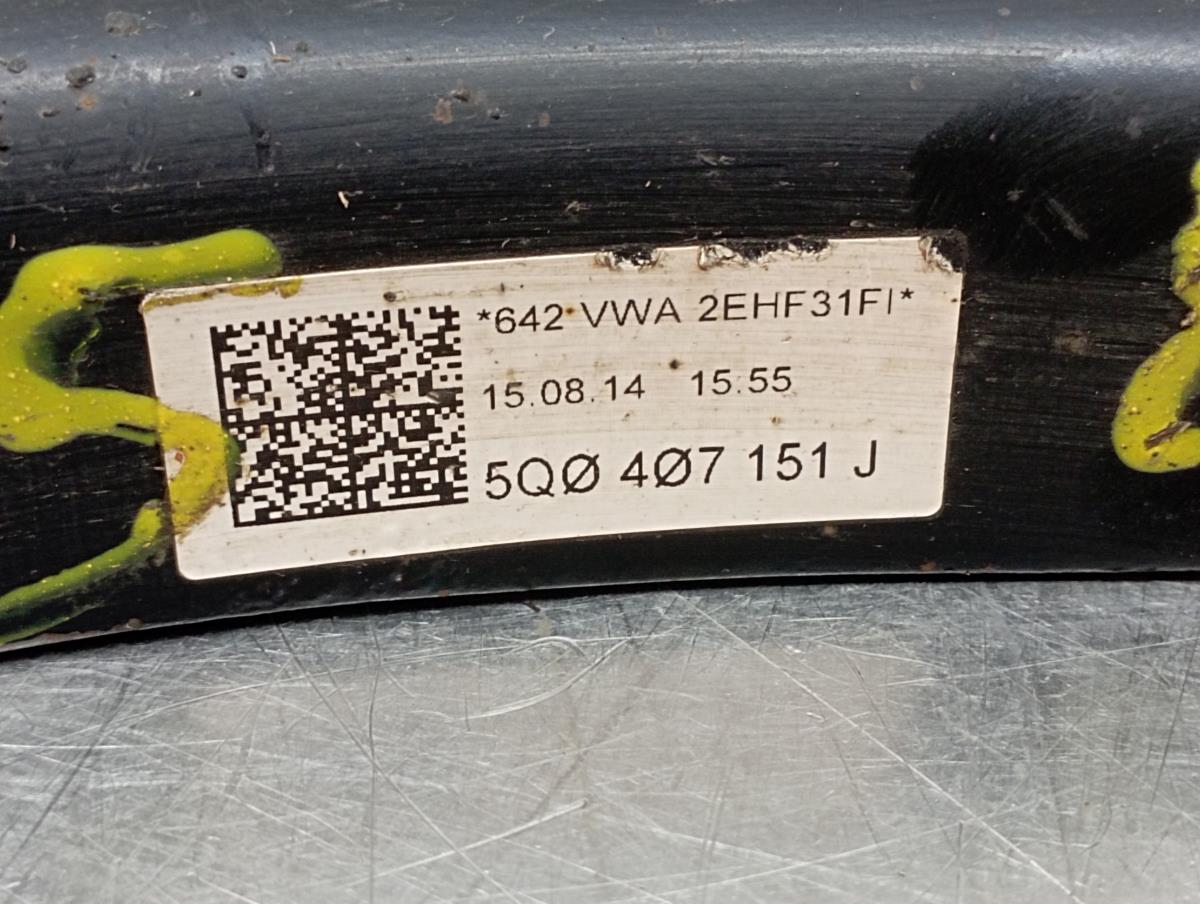 *642 VWA 2EHF31FI*
15.08.14 15:55
5QØ 4Ø7 151 J